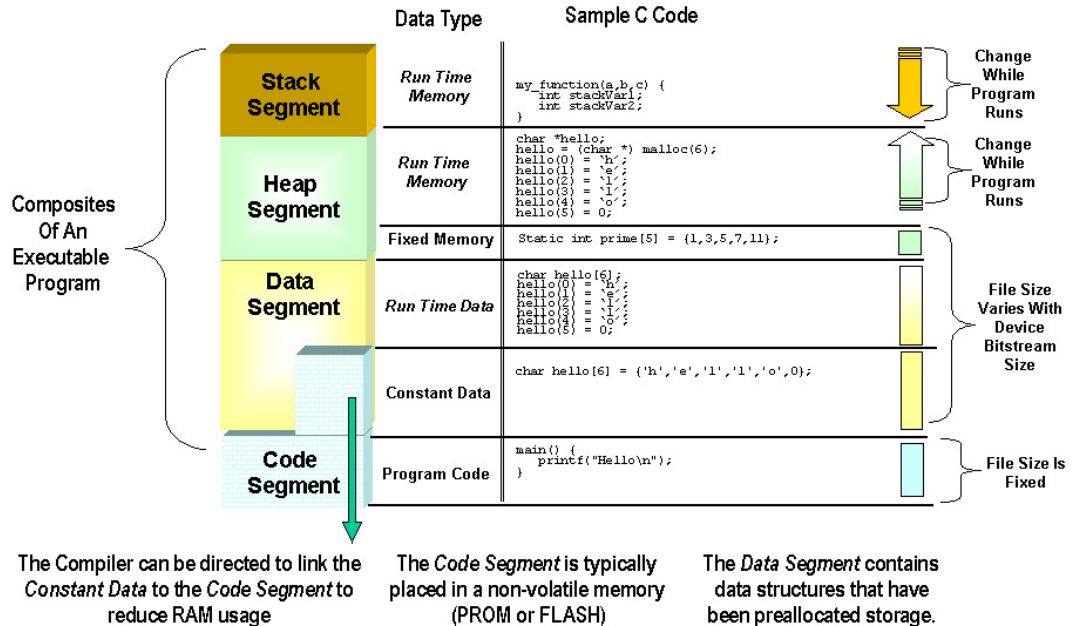 Data Type
Sample C Code
Composites
Of An
Executable
Program
Stack
Segment
Run Time
Memory
my_function(a,b,c) {
int stackVar1;
int stackVar2;
}
Change
While
Program
Runs
Heap
Segment
Run Time
Memory
char *hello;
hello = (char *) malloc(6);
hello(0) = `h´;
hello(1) = `e´;
hello(2) = `l´;
hello(3) = `l´;
hello(4) = `o´;
hello(5) = 0;
Change
While
Program
Runs
Fixed Memory
Static int prime[5] = {1,3,5,7,11};
Data
Segment
Run Time Data
char hello[6];
hello(0) = `h´;
hello(1) = `e´;
hello(2) = `l´;
hello(3) = `l´;
hello(4) = `o´;
hello(5) = 0;
File Size
Varies With
Device
Bitstream
Size
Constant Data
char hello[6] = {'h','e','l','l','o',0};
Code
Segment
Program Code
main() {
printf("Hello\n");
}
File Size Is
Fixed
The Compiler can be directed to link the
Constant Data to the Code Segment to
reduce RAM usage
The Code Segment is typically
placed in a non-volatile memory
(PROM or FLASH)
The Data Segment contains
data structures that have
been preallocated storage.